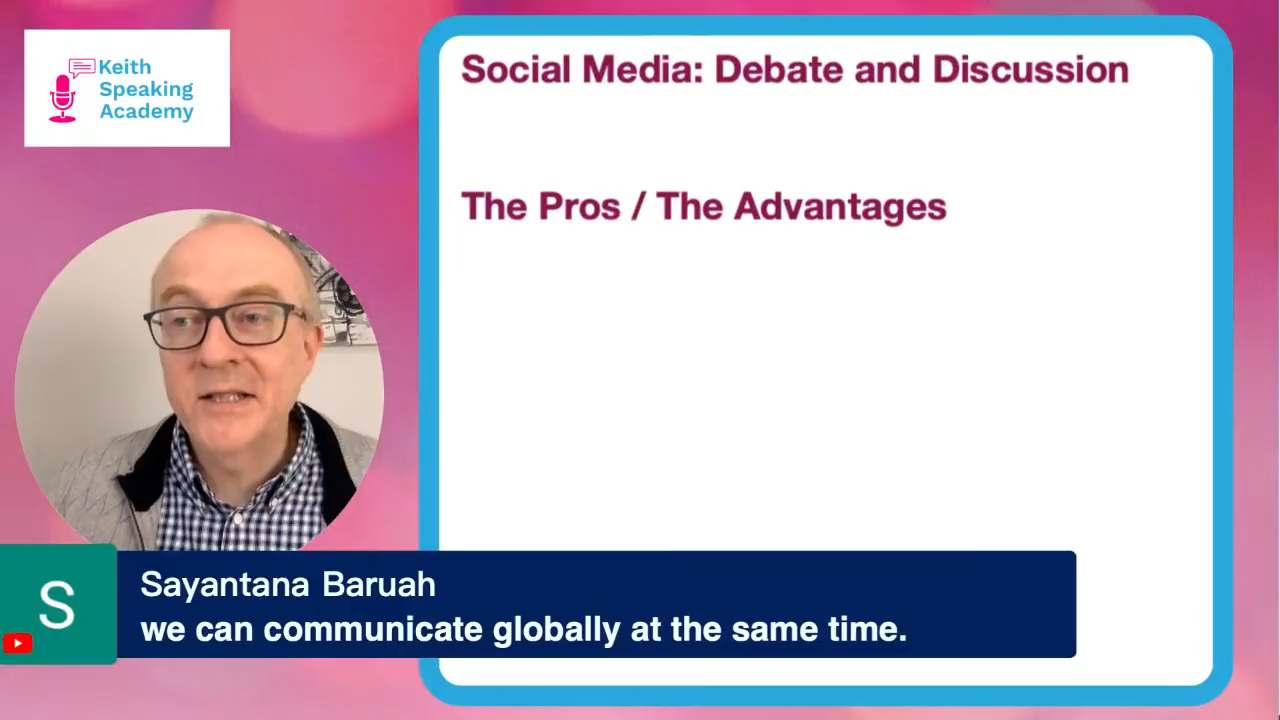 Keith
Speaking
Academy
Social Media: Debate and Discussion
The Pros / The Advantages
S
Sayantana Baruah
we can communicate globally at the same time.